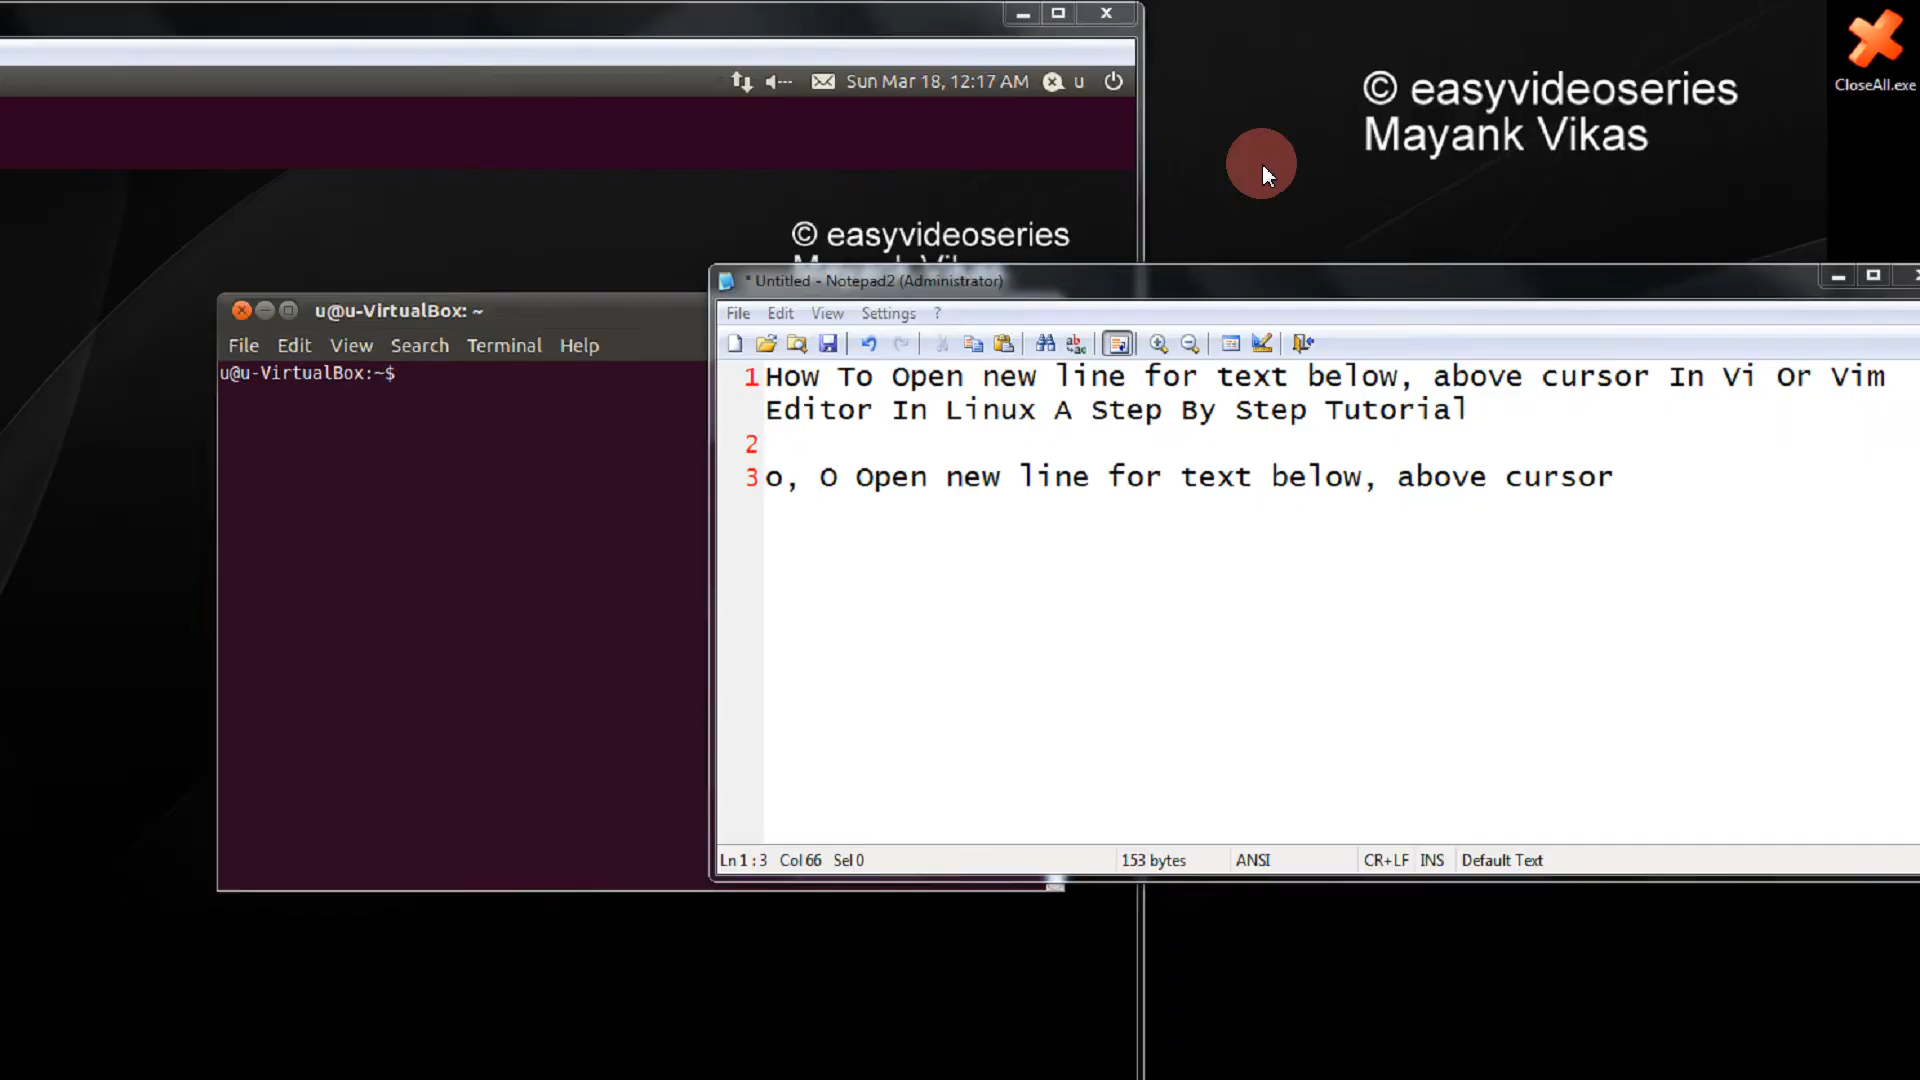 Sun Mar 18, 12:17 AM u
© easyvideoseries
Mayank Vikas
CloseAll.exe
© easyvideoseries
* Untitled - Notepad2 (Administrator)
File Edit View Settings ?
u@u-VirtualBox: ~
File Edit View Search Terminal Help
u@u-VirtualBox:~$
1 How To Open new line for text below, above cursor In Vi Or Vim
Editor In Linux A Step By Step Tutorial
2
3 o, O Open new line for text below, above cursor
Ln 1 : 3 Col 66 Sel 0 153 bytes ANSI CR+LF INS Default Text